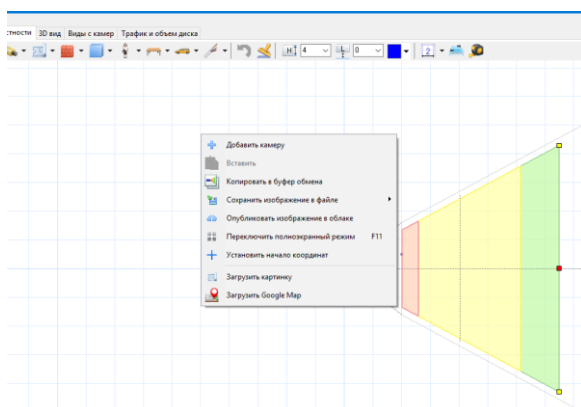 стности 3D вид Виды с камер Трафик и объем диска
H 4 0 2
Добавить камеру
Вставить
Копировать в буфер обмена
Сохранить изображение в файле
Опубликовать изображение в облаке
Переключить полноэкранный режим F11
Установить начало координат
Загрузить картинку
Загрузить Google Map